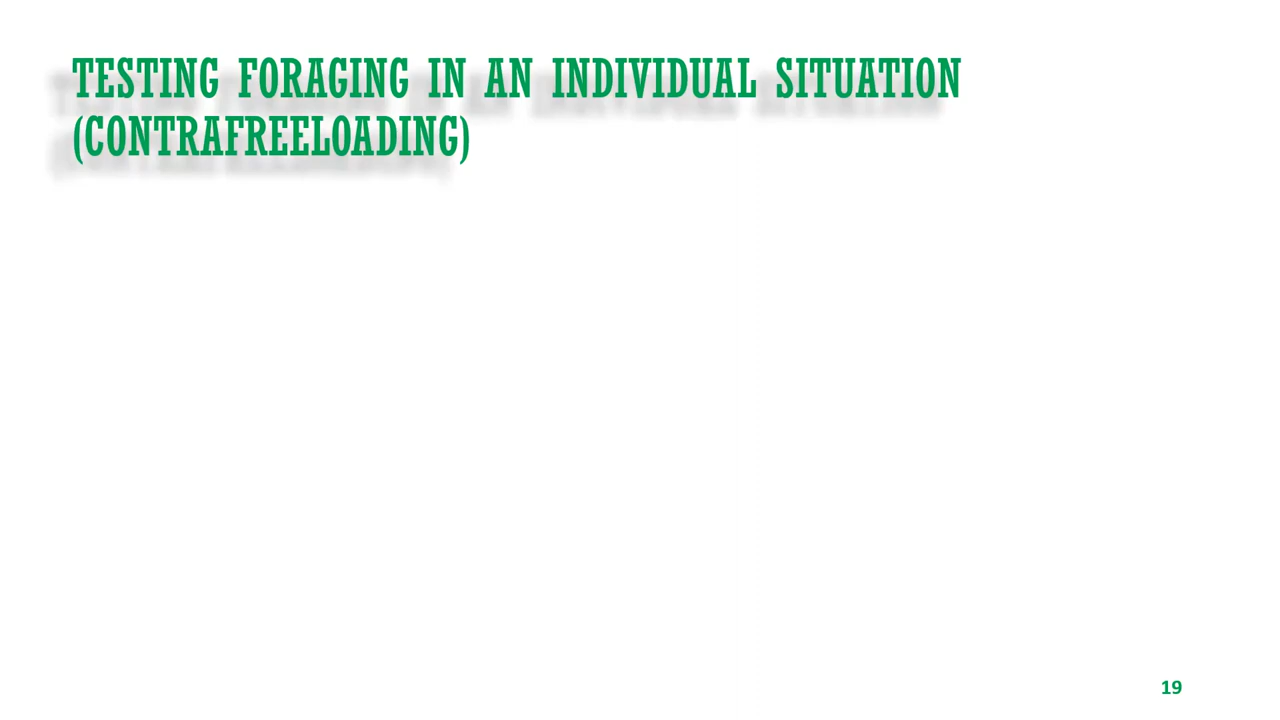 TESTING FORAGING IN AN INDIVIDUAL SITUATION
(CONTRAFREELOADING)
19